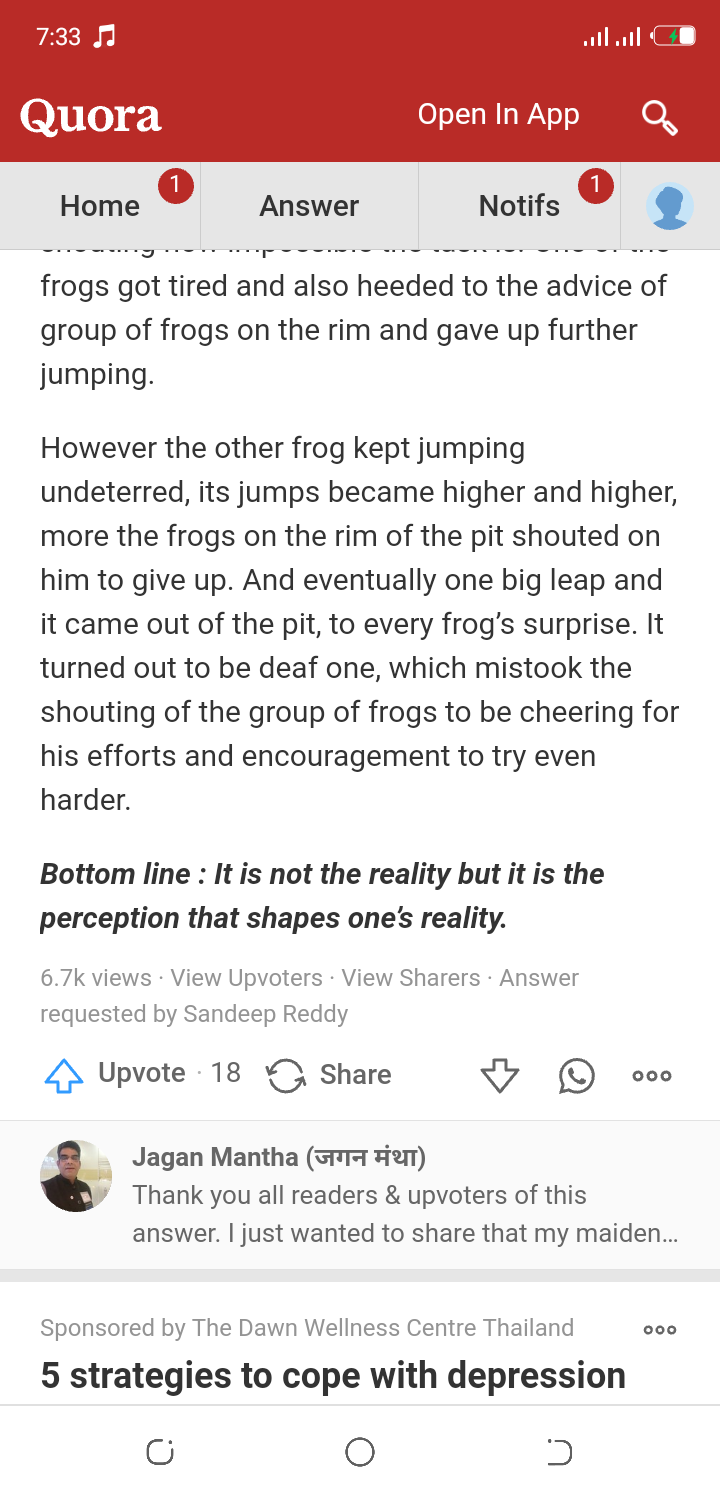 7:33
Quora
Open In App
Home
1
Answer
Notifs
1
frogs got tired and also heeded to the advice of
group of frogs on the rim and gave up further
jumping.
However the other frog kept jumping
undeterred, its jumps became higher and higher,
more the frogs on the rim of the pit shouted on
him to give up. And eventually one big leap and
it came out of the pit, to every frog’s surprise. It
turned out to be deaf one, which mistook the
shouting of the group of frogs to be cheering for
his efforts and encouragement to try even
harder.
Bottom line : It is not the reality but it is the
perception that shapes one’s reality.
6.7k views · View Upvoters · View Sharers · Answer
requested by Sandeep Reddy
Upvote · 18
Share
Jagan Mantha (जगन मंथा)
Thank you all readers & upvoters of this
answer. I just wanted to share that my maiden...
Sponsored by The Dawn Wellness Centre Thailand
5 strategies to cope with depression